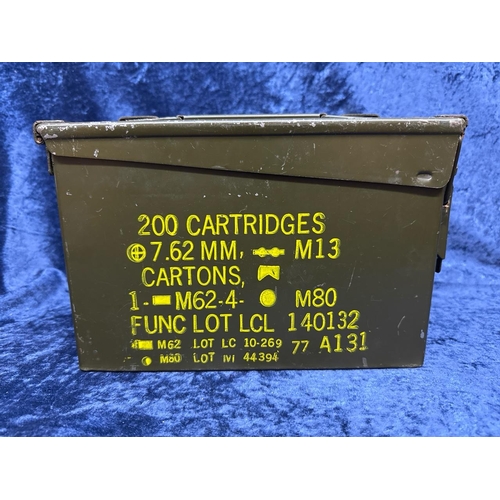 200 CARTRIDGES
7.62 MM, M13
CARTONS,
1- M62-4- M80
FUNC LOT LCL 140132
M62 LOT LC 10-269 77 A131
M80 LOT IVI 44394